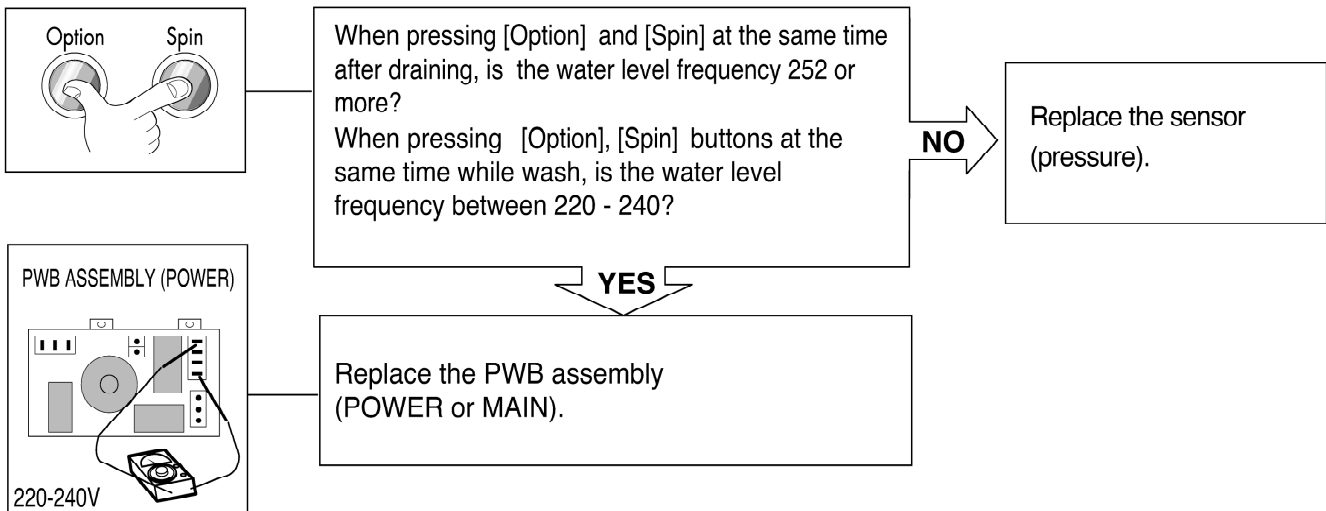 Option Spin
When pressing [Option] and [Spin] at the same time
after draining, is the water level frequency 252 or
more?
When pressing [Option], [Spin] buttons at the
same time while wash, is the water level
frequency between 220 - 240?
NO
Replace the sensor
(pressure).
YES
PWB ASSEMBLY (POWER)
220-240V
Replace the PWB assembly
(POWER or MAIN).